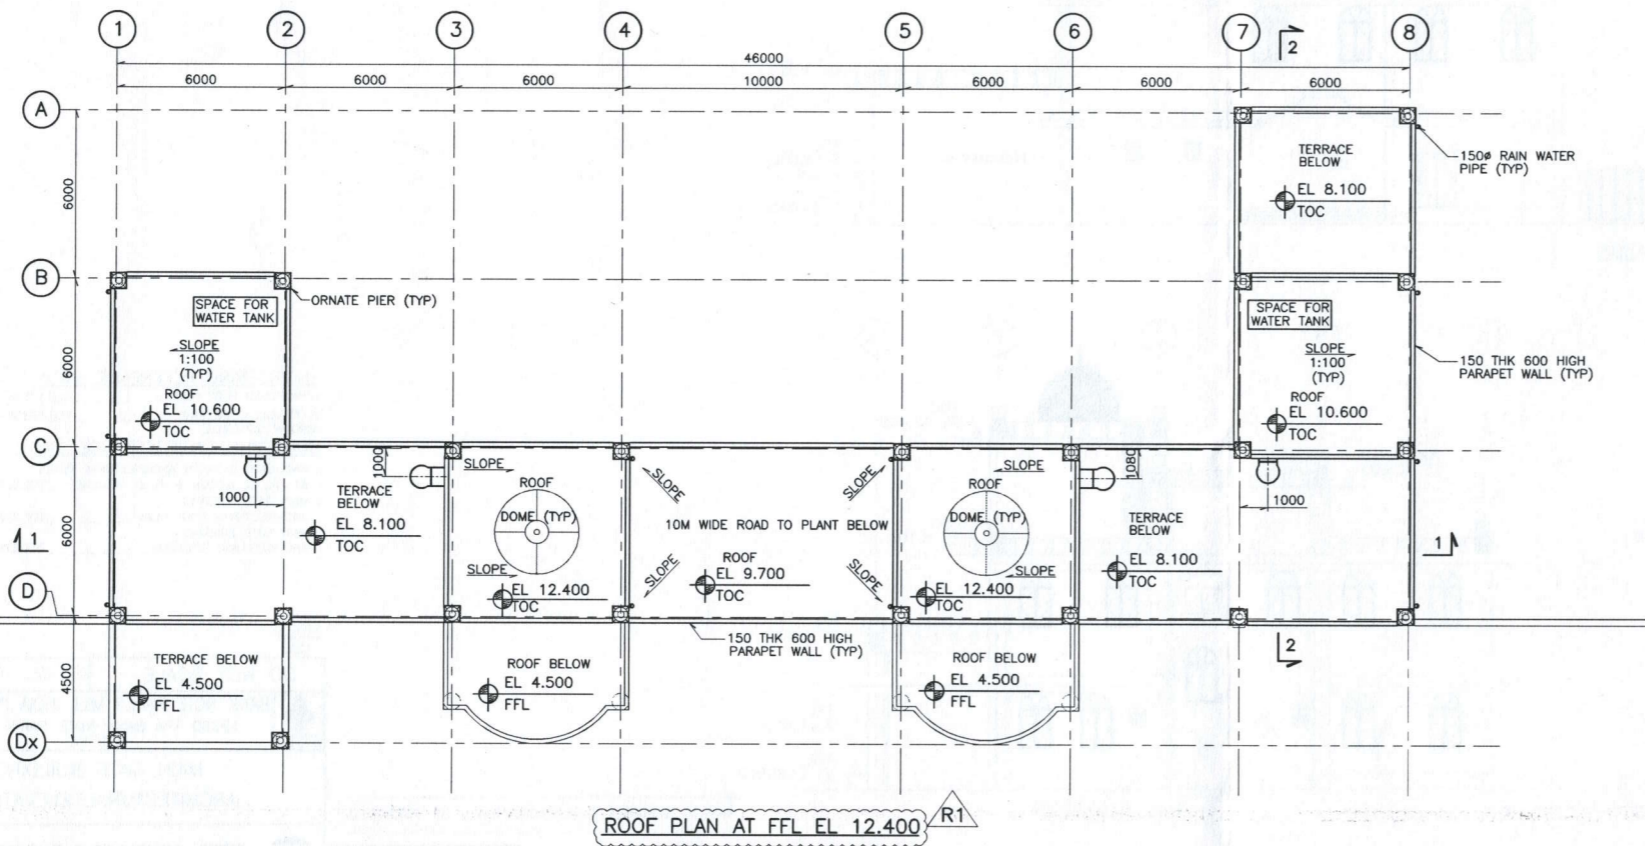 1 2 3 4 5 6 7 8
2
46000
6000 6000 6000 10000 6000 6000 6000
A
TERRACE
BELOW
150ø RAIN WATER
PIPE (TYP)
6000
EL 8.100
TOC
B
SPACE FOR
WATER TANK
ORNATE PIER (TYP)
SPACE FOR
WATER TANK
SLOPE
1:100
(TYP)
SLOPE
1:100
(TYP)
6000
150 THK 600 HIGH
PARAPET WALL (TYP)
ROOF
EL 10.600
TOC
ROOF
EL 10.600
TOC
C
1000
SLOPE
SLOPE
SLOPE
SLOPE
1080
1000
TERRACE
BELOW
EL 8.100
TOC
ROOF
DOME (TYP)
10M WIDE ROAD TO PLANT BELOW
ROOF
DOME (TYP)
TERRACE
BELOW
1000
6000
1
1
SLOPE
EL 12.400
TOC
SLOPE
ROOF
EL 9.700
TOC
SLOPE
SLOPE
EL 12.400
TOC
EL 8.100
TOC
D
150 THK 600 HIGH
PARAPET WALL (TYP)
2
4500
TERRACE BELOW
EL 4.500
FFL
ROOF BELOW
EL 4.500
FFL
ROOF BELOW
EL 4.500
FFL
Dx
ROOF PLAN AT FFL EL 12.400
R1